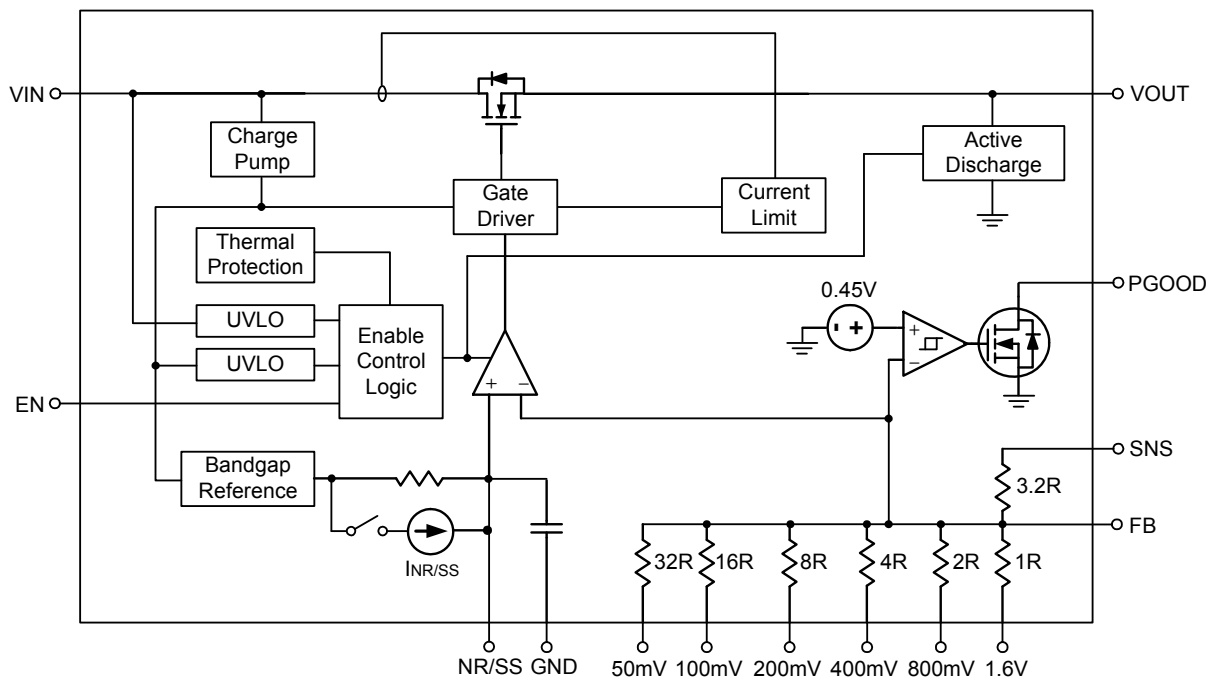 VIN
VOUT
Charge
Pump
Active
Discharge
Gate
Driver
Current
Limit
Thermal
Protection
PGOOD
0.45V
- +
+
−
UVLO
Enable
Control
Logic
UVLO
EN
+ −
SNS
Bandgap
Reference
3.2R
FB
32R 16R 8R 4R 2R 1R
INR/SS
NR/SS GND 50mV 100mV 200mV 400mV 800mV 1.6V